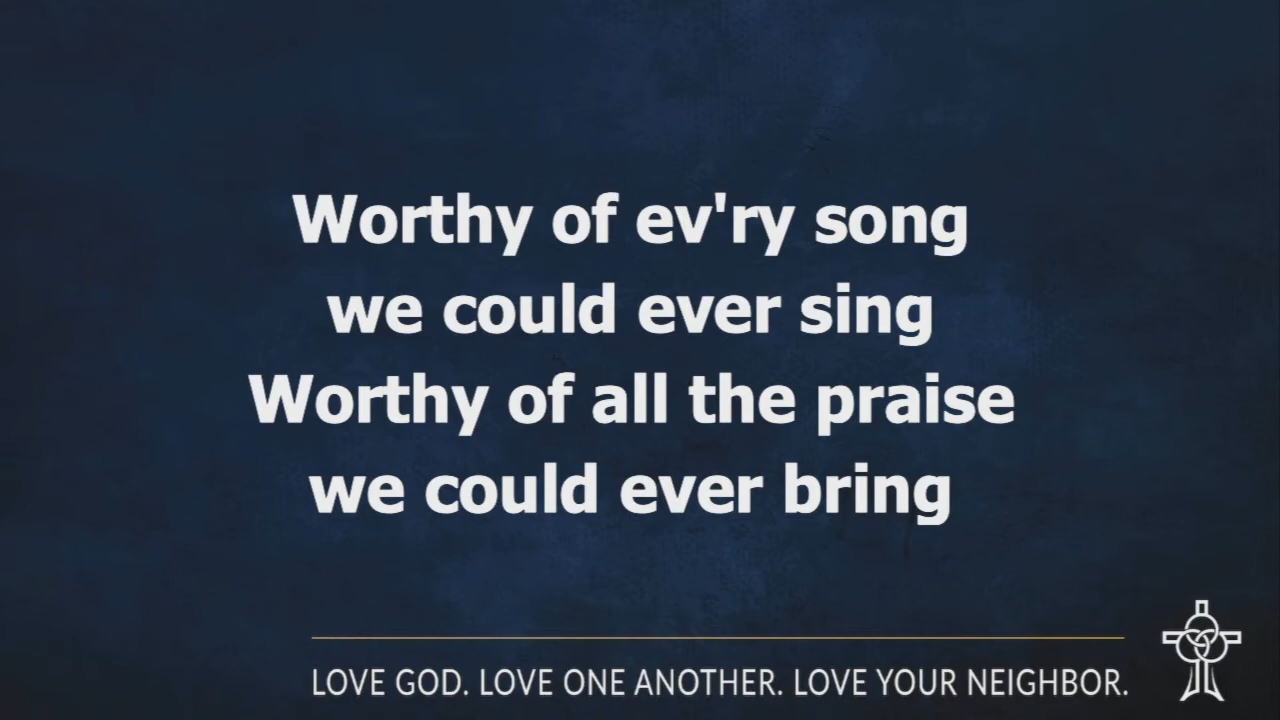 Worthy of ev'ry song
we could ever sing
Worthy of all the praise
we could ever bring
LOVE GOD. LOVE ONE ANOTHER. LOVE YOUR NEIGHBOR.